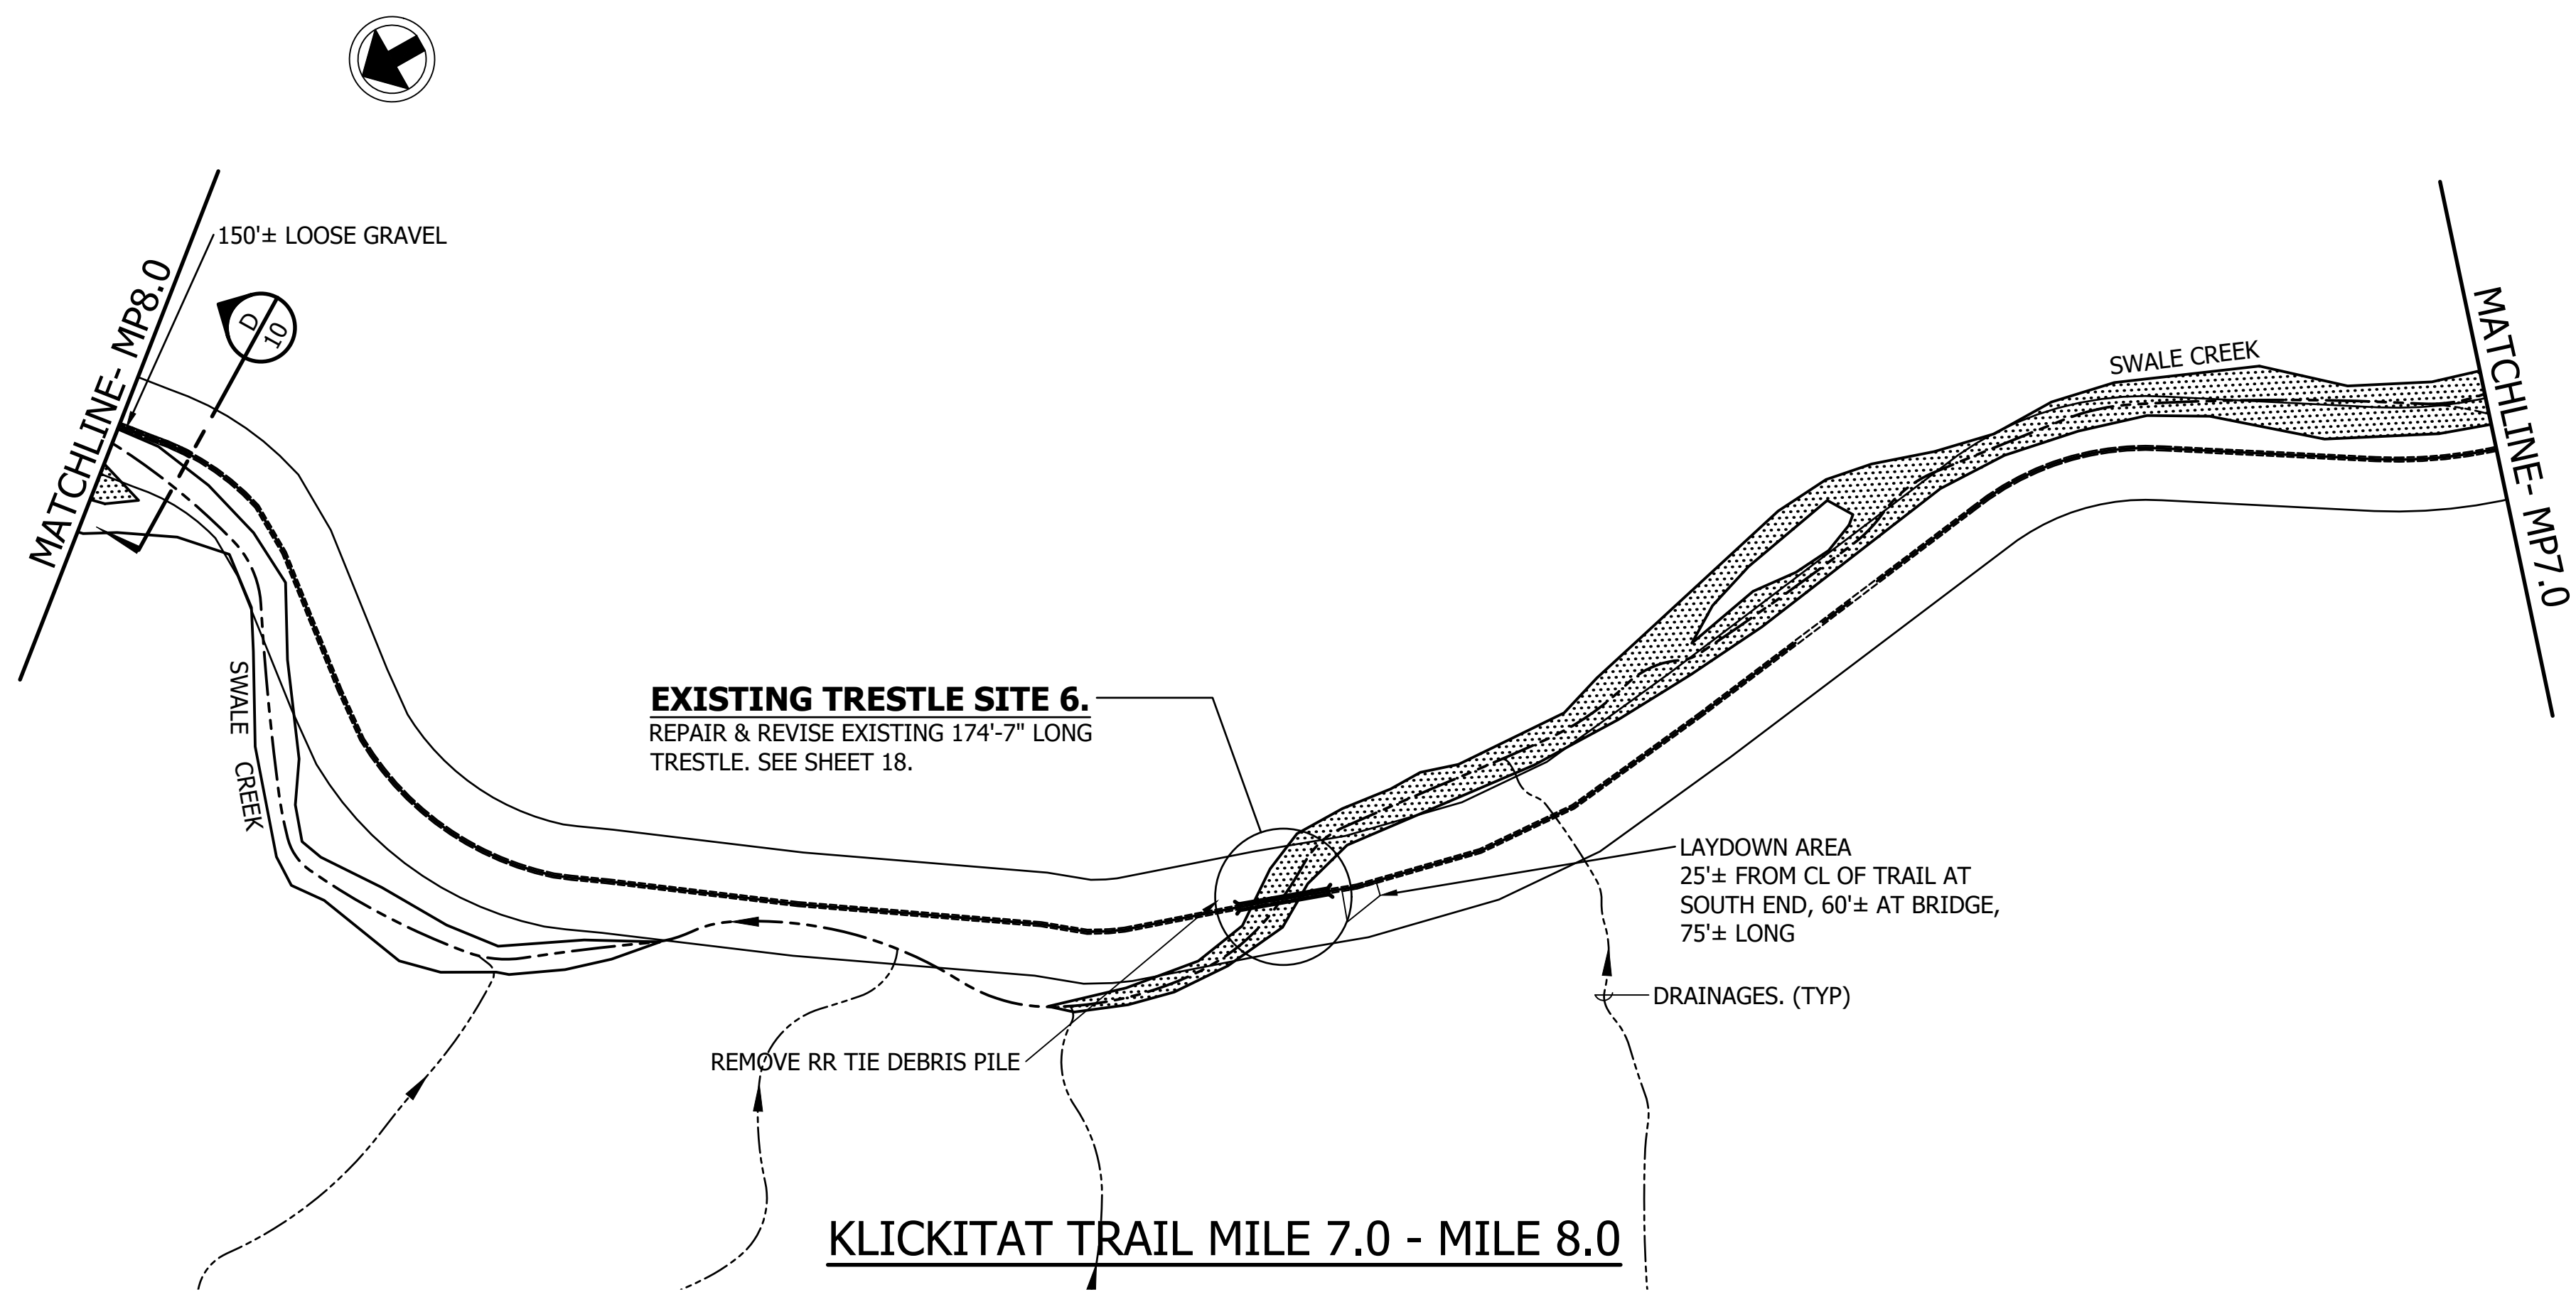 150'± LOOSE GRAVEL
MATCHLINE- MP8.0
D
10
SWALE CREEK
MATCHLINE- MP7.0
SWALE CREEK
EXISTING TRESTLE SITE 6.
REPAIR & REVISE EXISTING 174'-7" LONG
TRESTLE. SEE SHEET 18.
LAYDOWN AREA
25'± FROM CL OF TRAIL AT
SOUTH END, 60'± AT BRIDGE,
75'± LONG
DRAINAGES. (TYP)
REMOVE RR TIE DEBRIS PILE
KLICKITAT TRAIL MILE 7.0 - MILE 8.0